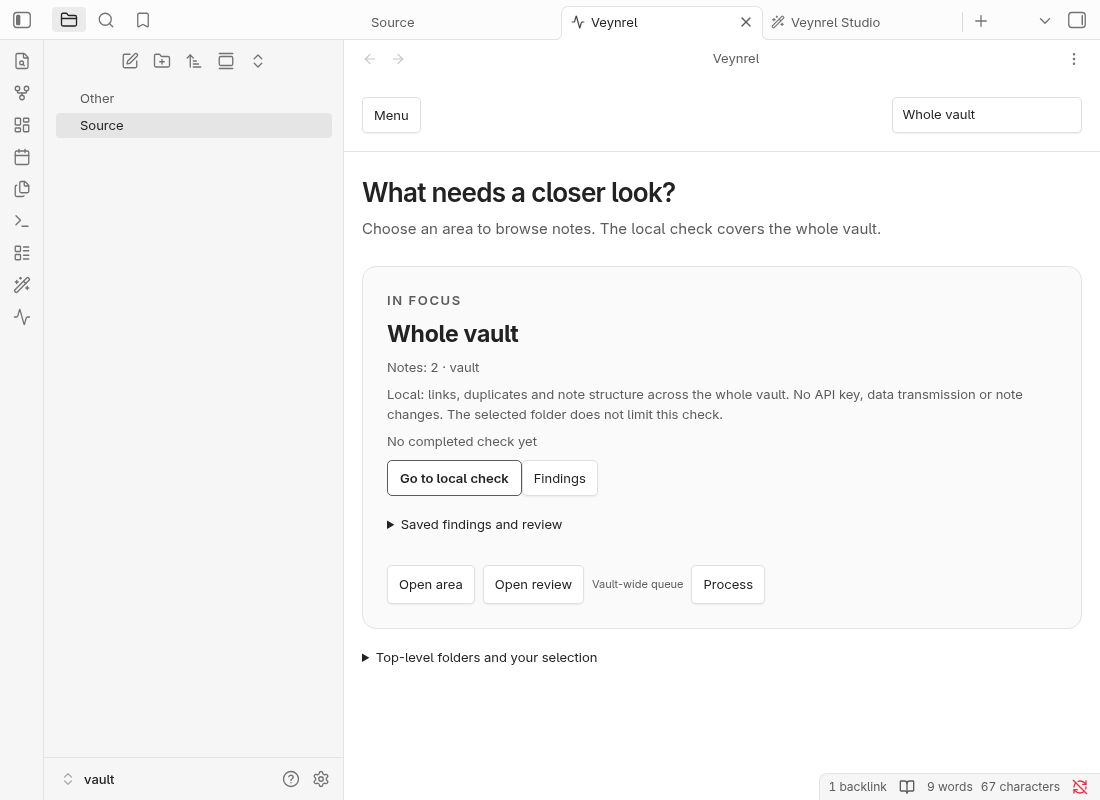 Source
Veynrel
Veynrel Studio
Veynrel
Other
Source
Menu
Whole vault
What needs a closer look?
Choose an area to browse notes. The local check covers the whole vault.
IN FOCUS
Whole vault
Notes: 2 · vault
Local: links, duplicates and note structure across the whole vault. No API key, data transmission or note
changes. The selected folder does not limit this check.
No completed check yet
Go to local check
Findings
Saved findings and review
Open area
Open review
Vault-wide queue
Process
Top-level folders and your selection
vault
1 backlink
9 words
67 characters